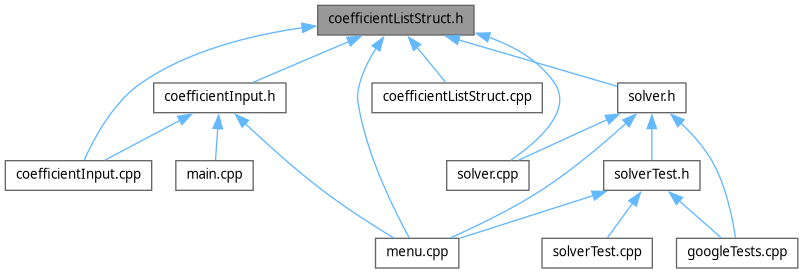 coefficientListStruct.h
coefficientInput.h
coefficientListStruct.cpp
solver.h
coefficientInput.cpp
main.cpp
solver.cpp
solverTest.h
menu.cpp
solverTest.cpp
googleTests.cpp